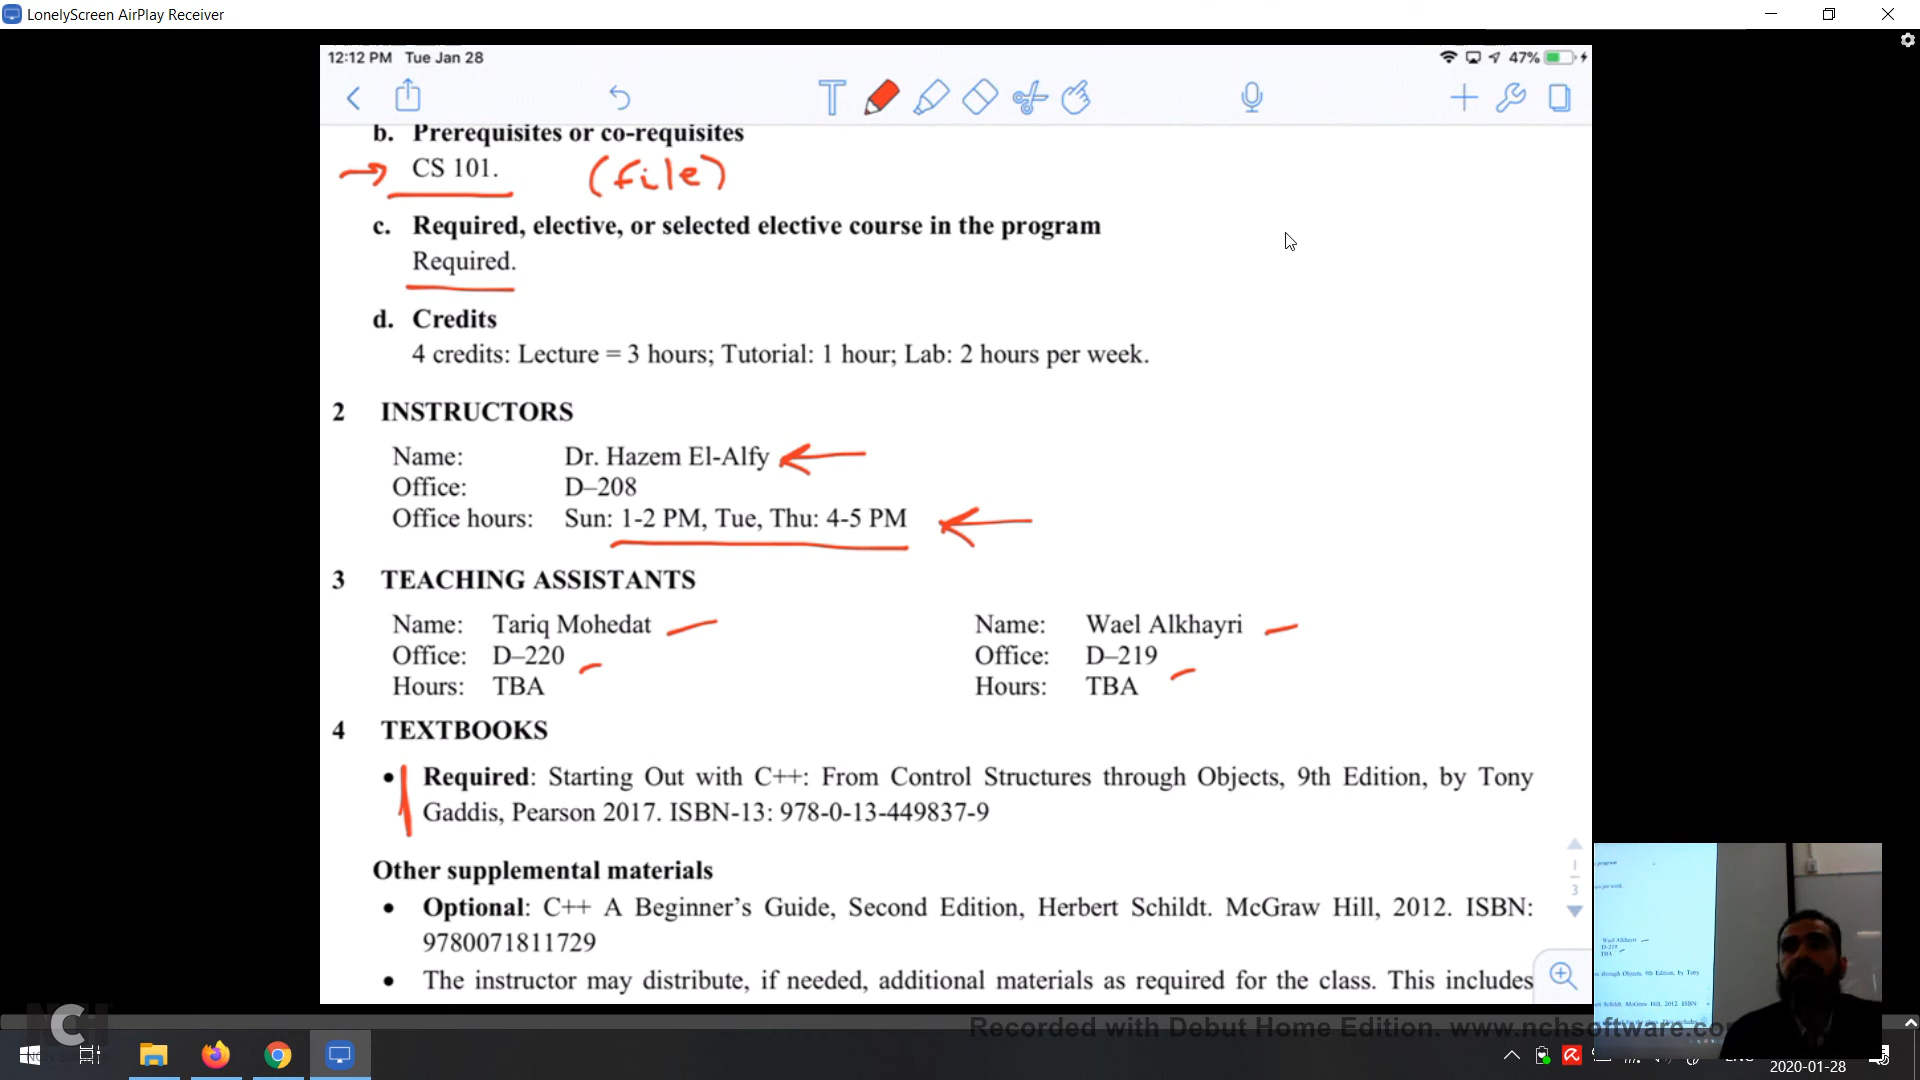 LonelyScreen AirPlay Receiver
12:12 PM Tue Jan 28
47%
T
b. Prerequisites or co-requisites
CS 101. (file)
c. Required, elective, or selected elective course in the program
Required.
d. Credits
4 credits: Lecture = 3 hours; Tutorial: 1 hour; Lab: 2 hours per week.
2 INSTRUCTORS
Name: Dr. Hazem El-Alfy
Office: D–208
Office hours: Sun: 1-2 PM, Tue, Thu: 4-5 PM
3 TEACHING ASSISTANTS
Name: Tariq Mohedat Name: Wael Alkhayri
Office: D–220 Office: D–219
Hours: TBA Hours: TBA
4 TEXTBOOKS
• Required: Starting Out with C++: From Control Structures through Objects, 9th Edition, by Tony
Gaddis, Pearson 2017. ISBN-13: 978-0-13-449837-9
Other supplemental materials
• Optional: C++ A Beginner's Guide, Second Edition, Herbert Schildt. McGraw Hill, 2012. ISBN:
9780071811729
• The instructor may distribute, if needed, additional materials as required for the class. This includes
1
3
Wael Alkhayri
D-219
TBA
Recorded with Debut Home Edition. www.nchsoftware.co
2020-01-28